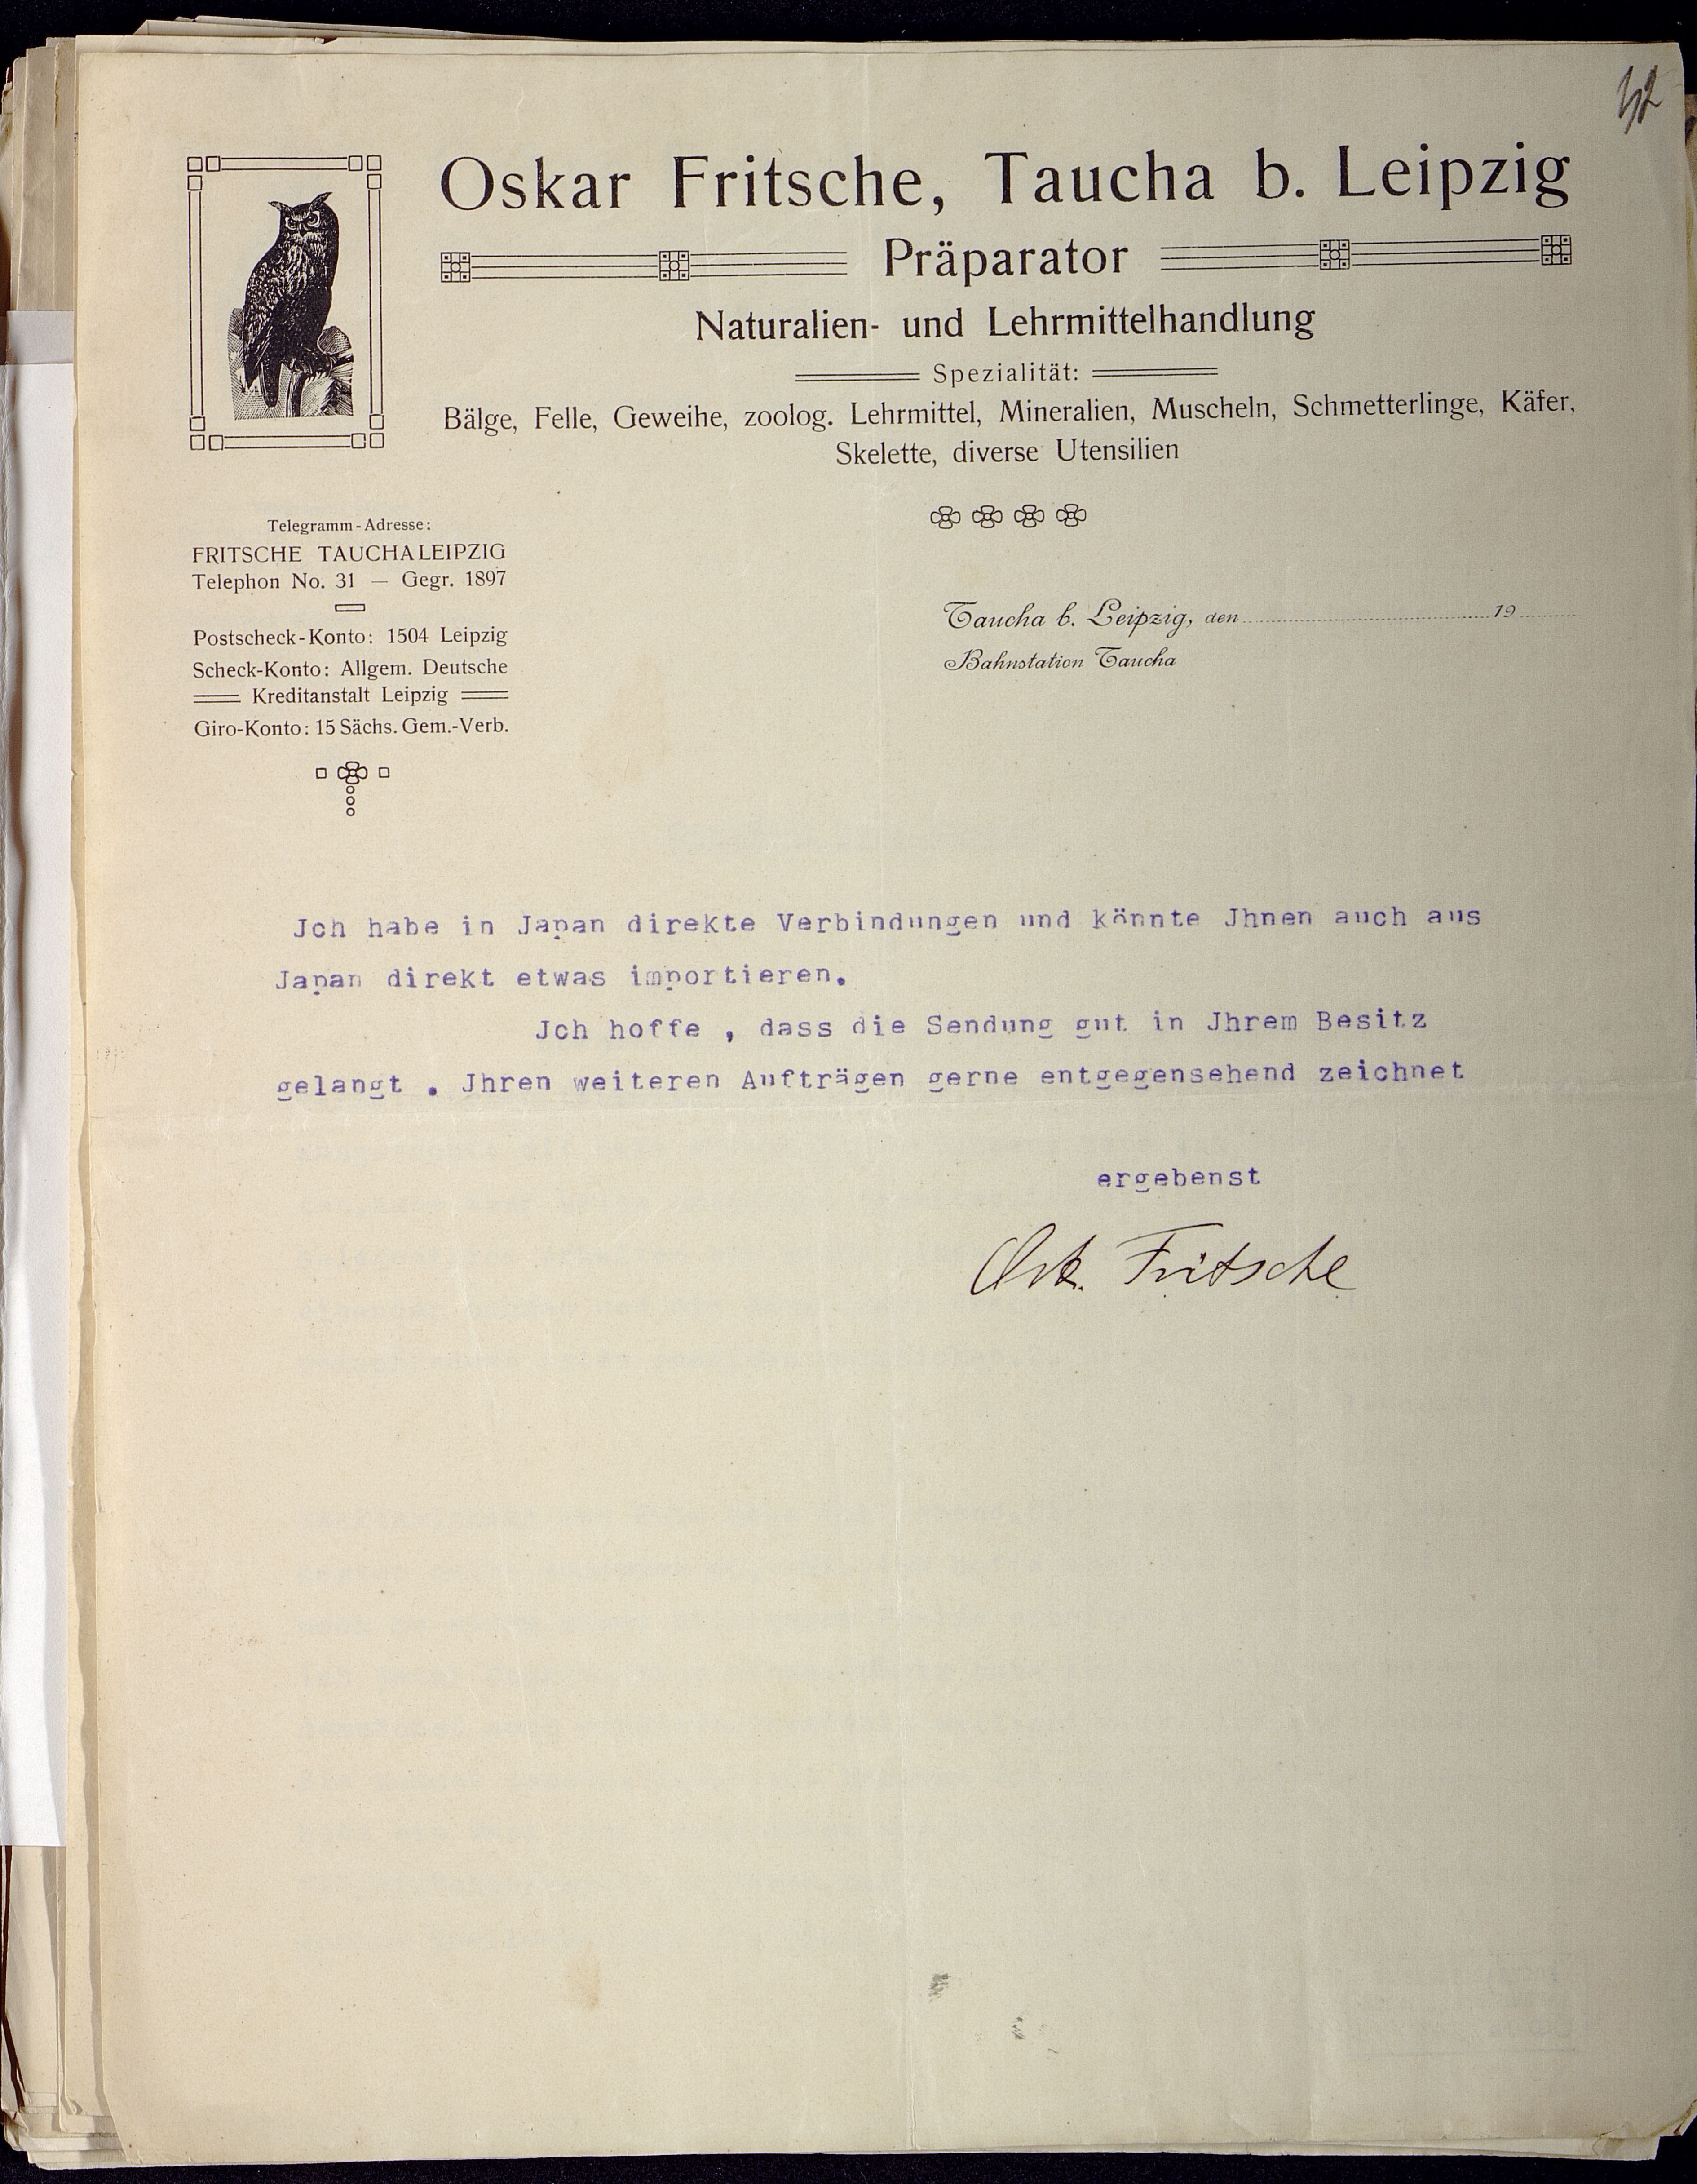 Oskar Fritsche, Taucha b. Leipzig
Präparator
Naturalien- und Lehrmittelhandlung
Spezialität:
Bälge, Felle, Geweihe, zoolog. Lehrmittel, Mineralien, Muscheln, Schmetterlinge, Käfer,
Skelette, diverse Utensilien
Telegramm-Adresse:
FRITSCHE TAUCHALEIPZIG
Telephon No. 31 — Gegr. 1897
Postscheck-Konto: 1504 Leipzig
Scheck-Konto: Allgem. Deutsche
Kreditanstalt Leipzig
Giro-Konto: 15 Sächs. Gem.-Verb.
Taucha b. Leipzig, den 19
Bahnstation Taucha
Jch habe in Japan direkte Verbindungen und könnte Jhnen auch aus
Japan direkt etwas importieren.
Jch hoffe , dass die Sendung gut in Jhrem Besitz
gelangt . Jhren weiteren Aufträgen gerne entgegensehend zeichnet
ergebenst
Osk. Fritsche